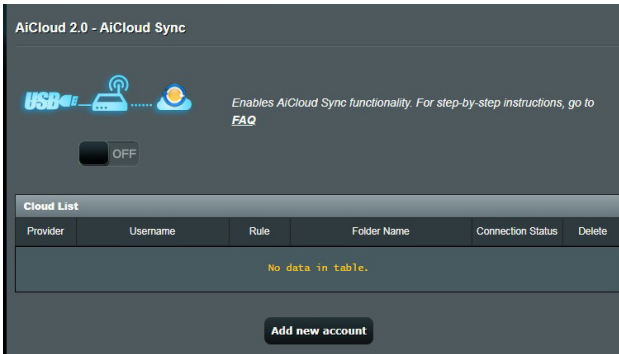 AiCloud 2.0 - AiCloud Sync
USB
Enables AiCloud Sync functionality. For step-by-step instructions, go to
FAQ
OFF
Cloud List
Provider Username Rule Folder Name Connection Status Delete
No data in table.
Add new account